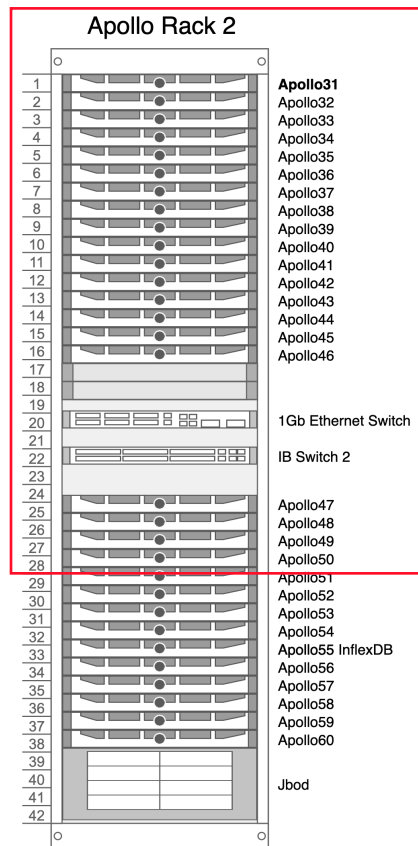 Apollo Rack 2
1 Apollo31
2 Apollo32
3 Apollo33
4 Apollo34
5 Apollo35
6 Apollo36
7 Apollo37
8 Apollo38
9 Apollo39
10 Apollo40
11 Apollo41
12 Apollo42
13 Apollo43
14 Apollo44
15 Apollo45
16 Apollo46
17
18
19
20 1Gb Ethernet Switch
21
22 IB Switch 2
23
24
25 Apollo47
26 Apollo48
27 Apollo49
28 Apollo50
29 Apollo51
30 Apollo52
31 Apollo53
32 Apollo54
33 Apollo55 InflexDB
34 Apollo56
35 Apollo57
36 Apollo58
37 Apollo59
38 Apollo60
39
40 Jbod
41
42